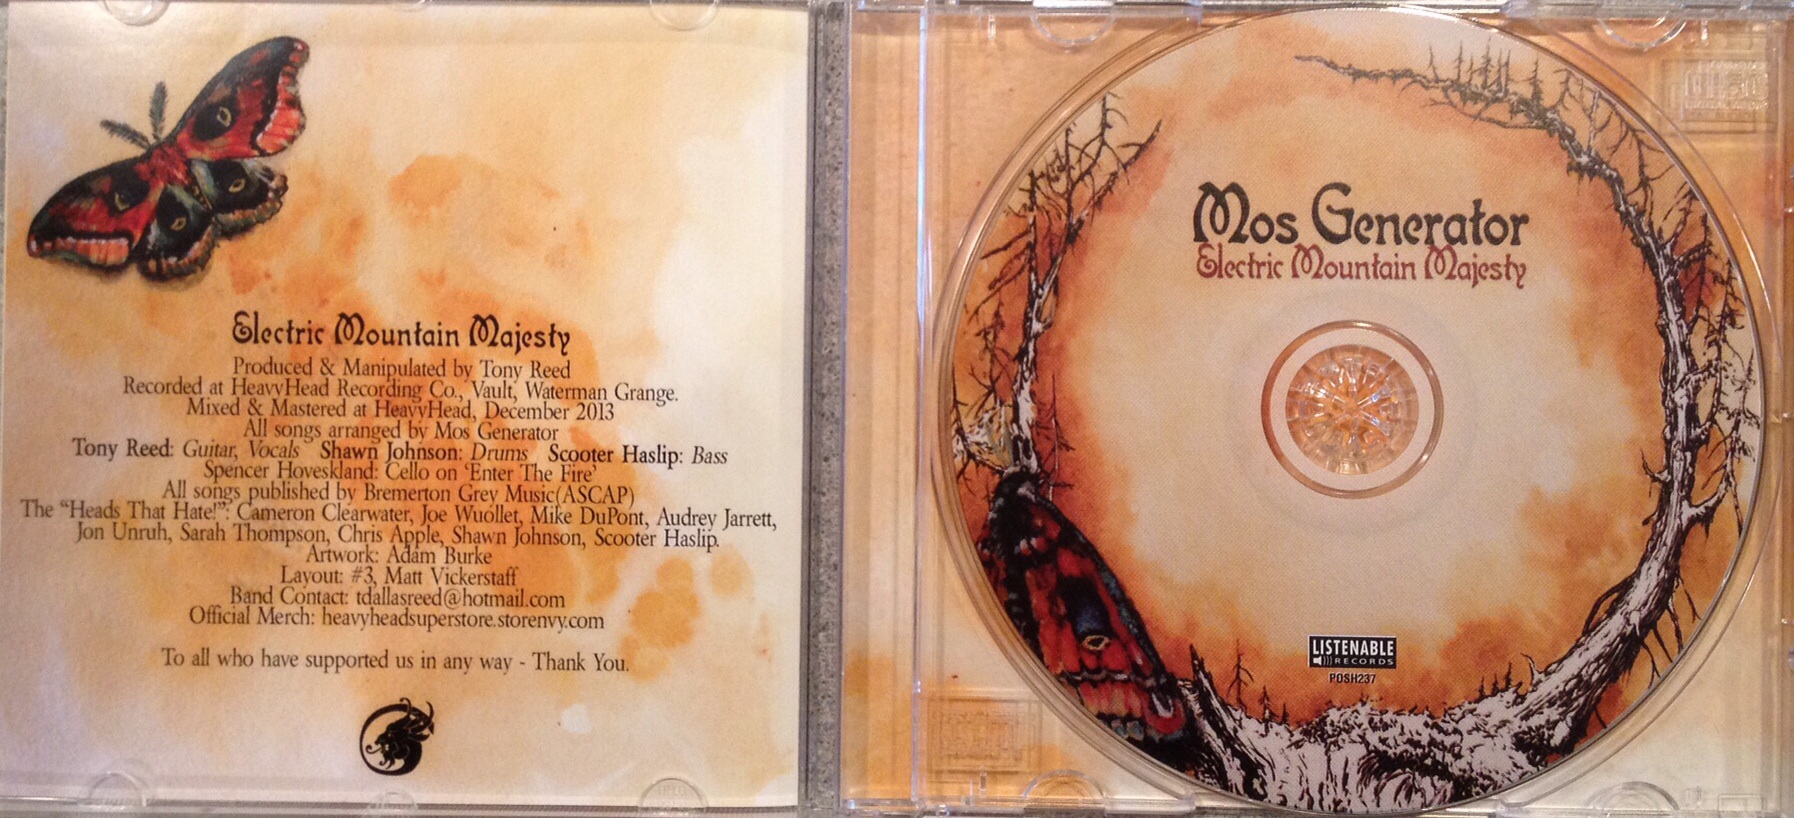 Electric Mountain Majesty
Produced & Manipulated by Tony Reed
Recorded at HeavyHead Recording Co., Vault, Waterman Grange.
Mixed & Mastered at HeavyHead, December 2013
All songs arranged by Mos Generator
Tony Reed: Guitar, Vocals Shawn Johnson: Drums Scooter Haslip: Bass
Spencer Hoveskland: Cello on ‘Enter The Fire’
All songs published by Bremerton Grey Music(ASCAP)
The “Heads That Hate!”: Cameron Clearwater, Joe Wuollet, Mike DuPont, Audrey Jarrett,
Jon Unruh, Sarah Thompson, Chris Apple, Shawn Johnson, Scooter Haslip.
Artwork: Adam Burke
Layout: #3, Matt Vickerstaff
Band Contact: tdallasreed@hotmail.com
Official Merch: heavyheadsuperstore.storenvy.com
To all who have supported us in any way - Thank You.
Mos Generator
Electric Mountain Majesty
LISTENABLE
RECORDS
POSH237